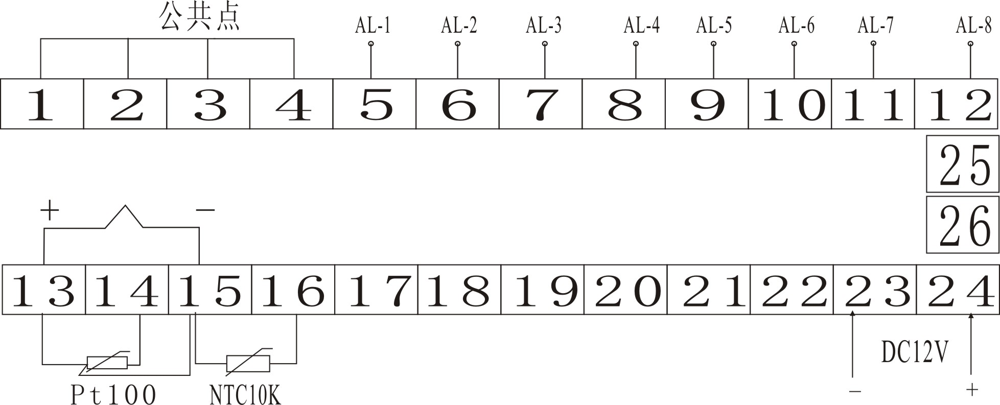 公共点 AL-1 AL-2 AL-3 AL-4 AL-5 AL-6 AL-7 AL-8
1 2 3 4 5 6 7 8 9 10 11 12
25
26
+ −
13 14 15 16 17 18 19 20 21 22 23 24
DC12V
Pt100 NTC10K − +